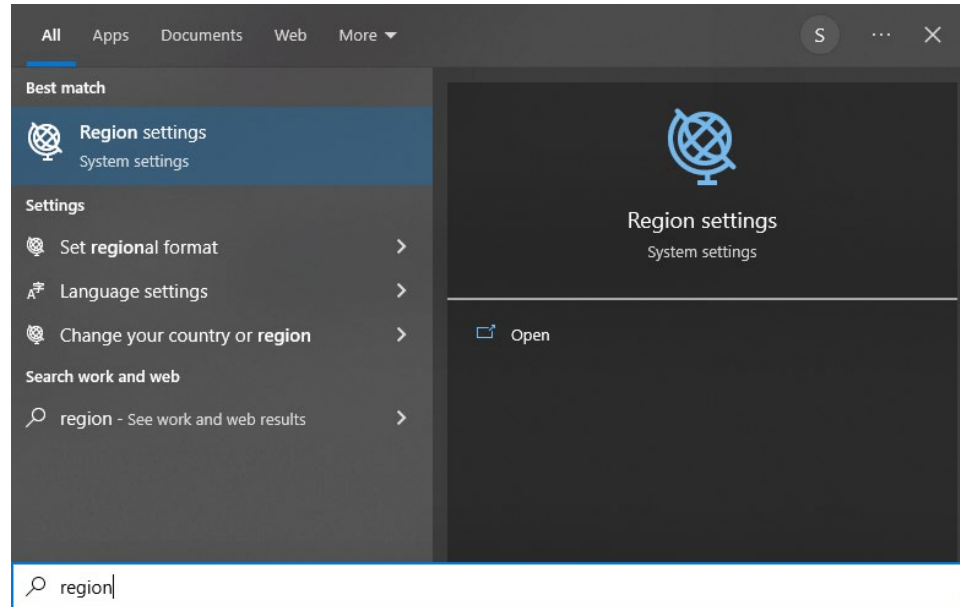 All Apps Documents Web More
S ...
Best match
Region settings
System settings
Settings
Set regional format
Language settings
Change your country or region
Search work and web
region - See work and web results
Region settings
System settings
Open
region